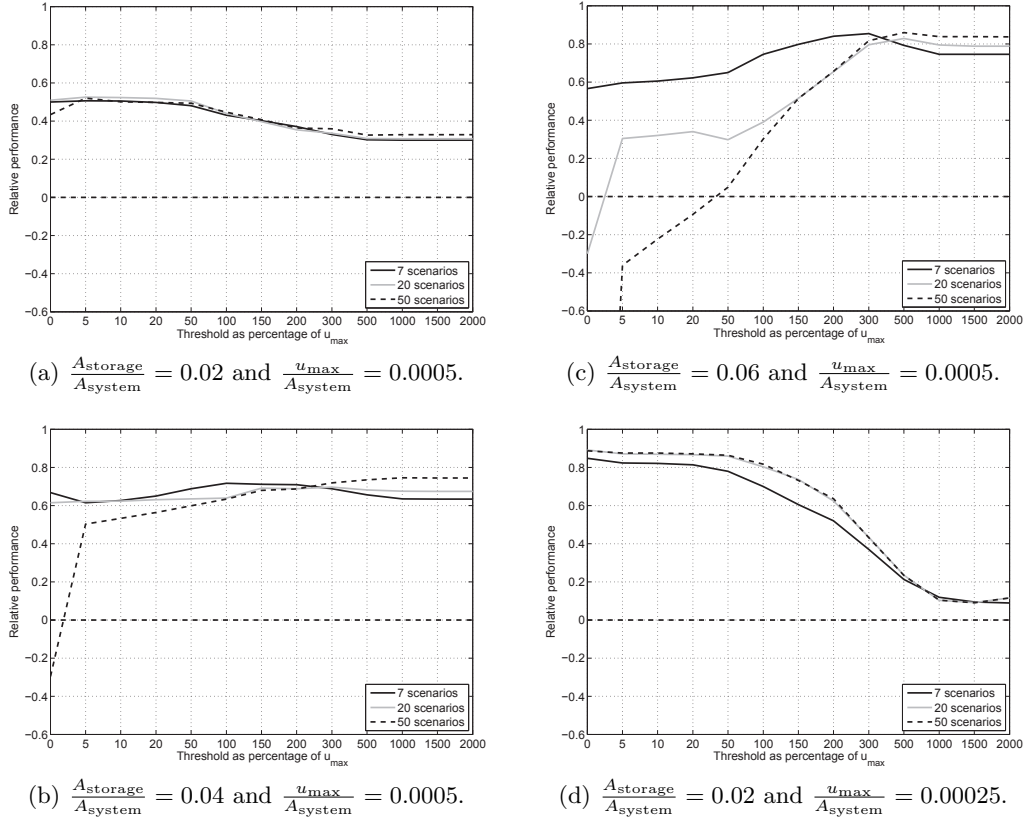 1
0.8
0.6
0.4
0.2
0
−0.2
−0.4
−0.6
Relative performance
0 5 10 20 50 100 150 200 300 500 1000 1500 2000
Threshold as percentage of u_max
7 scenarios
20 scenarios
50 scenarios
(a) A_storage/A_system = 0.02 and u_max/A_system = 0.0005.
1
0.8
0.6
0.4
0.2
0
−0.2
−0.4
−0.6
Relative performance
0 5 10 20 50 100 150 200 300 500 1000 1500 2000
Threshold as percentage of u_max
7 scenarios
20 scenarios
50 scenarios
(c) A_storage/A_system = 0.06 and u_max/A_system = 0.0005.
1
0.8
0.6
0.4
0.2
0
−0.2
−0.4
−0.6
Relative performance
0 5 10 20 50 100 150 200 300 500 1000 1500 2000
Threshold as percentage of u_max
7 scenarios
20 scenarios
50 scenarios
(b) A_storage/A_system = 0.04 and u_max/A_system = 0.0005.
1
0.8
0.6
0.4
0.2
0
−0.2
−0.4
−0.6
Relative performance
0 5 10 20 50 100 150 200 300 500 1000 1500 2000
Threshold as percentage of u_max
7 scenarios
20 scenarios
50 scenarios
(d) A_storage/A_system = 0.02 and u_max/A_system = 0.00025.